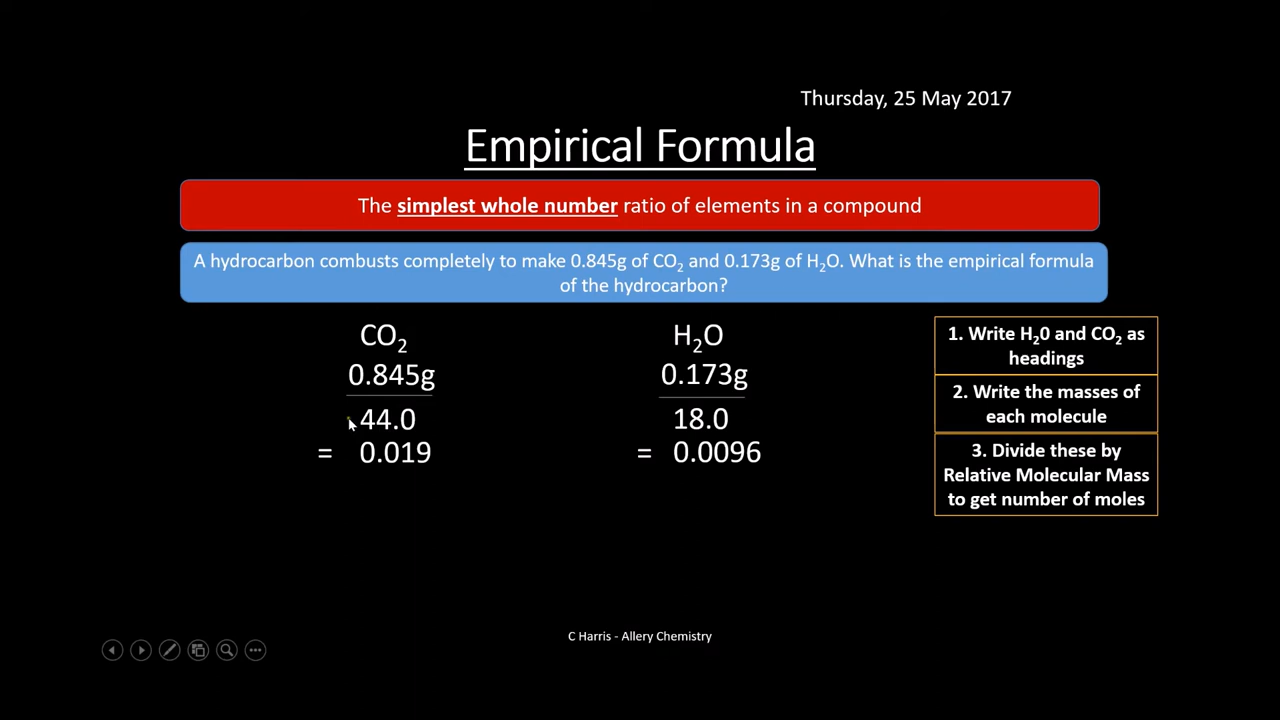 Thursday, 25 May 2017
Empirical Formula
The simplest whole number ratio of elements in a compound
A hydrocarbon combusts completely to make 0.845g of CO₂ and 0.173g of H₂O. What is the empirical formula
of the hydrocarbon?
CO₂
0.845g
44.0
= 0.019
H₂O
0.173g
18.0
= 0.0096
1. Write H₂0 and CO₂ as
headings
2. Write the masses of
each molecule
3. Divide these by
Relative Molecular Mass
to get number of moles
C Harris - Allery Chemistry